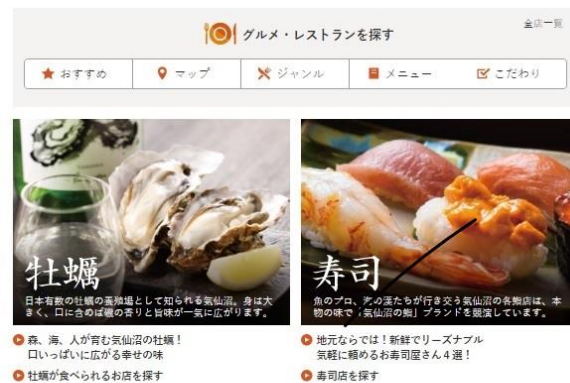 グルメ・レストランを探す
全店一覧
おすすめ
マップ
ジャンル
メニュー
こだわり
牡蠣
日本有数の牡蠣の養殖場として知られる気仙沼。身は大
きく、口に含めば磯の香りと旨味が一気に広がります。
森、海、人が育む気仙沼の牡蠣！
口いっぱいに広がる幸せの味
牡蠣が食べられるお店を探す
寿司
魚のプロ、海の漢たちが行き交う気仙沼の各鮨店は、本
物の味で「気仙沼の鮨」ブランドを競演しています。
地元ならでは！新鮮でリーズナブル
気軽に頼めるお寿司屋さん４選！
寿司店を探す